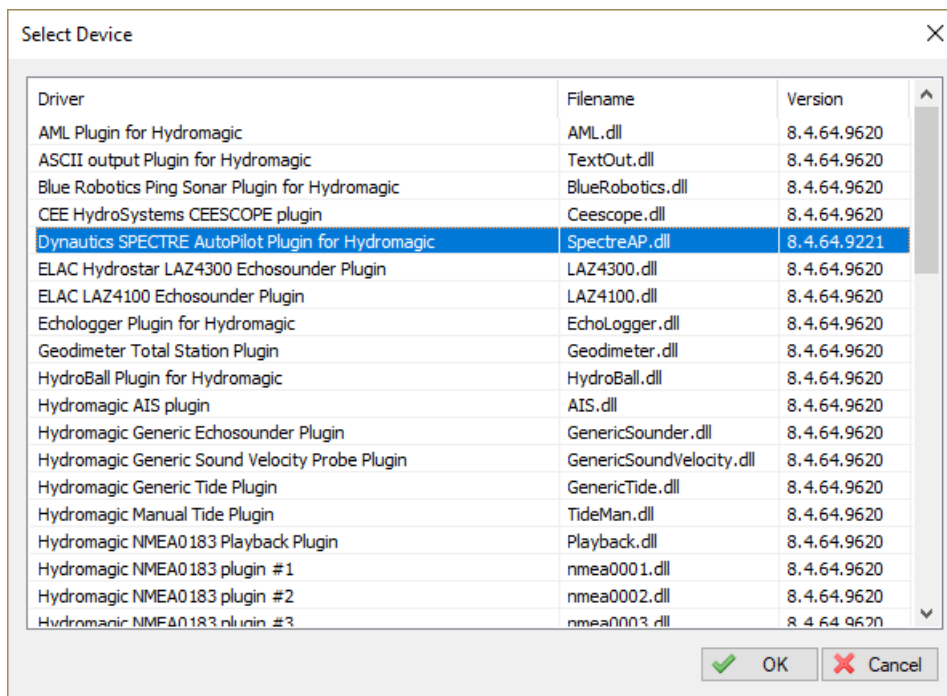 Select Device
Driver Filename Version
AML Plugin for Hydromagic AML.dll 8.4.64.9620
ASCII output Plugin for Hydromagic TextOut.dll 8.4.64.9620
Blue Robotics Ping Sonar Plugin for Hydromagic BlueRobotics.dll 8.4.64.9620
CEE HydroSystems CEESCOPE plugin Ceescope.dll 8.4.64.9620
Dynautics SPECTRE AutoPilot Plugin for Hydromagic SpectreAP.dll 8.4.64.9221
ELAC Hydrostar LAZ4300 Echosounder Plugin LAZ4300.dll 8.4.64.9620
ELAC LAZ4100 Echosounder Plugin LAZ4100.dll 8.4.64.9620
Echologger Plugin for Hydromagic EchoLogger.dll 8.4.64.9620
Geodimeter Total Station Plugin Geodimeter.dll 8.4.64.9620
HydroBall Plugin for Hydromagic HydroBall.dll 8.4.64.9620
Hydromagic AIS plugin AIS.dll 8.4.64.9620
Hydromagic Generic Echosounder Plugin GenericSounder.dll 8.4.64.9620
Hydromagic Generic Sound Velocity Probe Plugin GenericSoundVelocity.dll 8.4.64.9620
Hydromagic Generic Tide Plugin GenericTide.dll 8.4.64.9620
Hydromagic Manual Tide Plugin TideMan.dll 8.4.64.9620
Hydromagic NMEA0183 Playback Plugin Playback.dll 8.4.64.9620
Hydromagic NMEA0183 plugin #1 nmea0001.dll 8.4.64.9620
Hydromagic NMEA0183 plugin #2 nmea0002.dll 8.4.64.9620
Hydromagic NMEA0183 plugin #3 nmea0003.dll 8.4.64.9620
OK Cancel